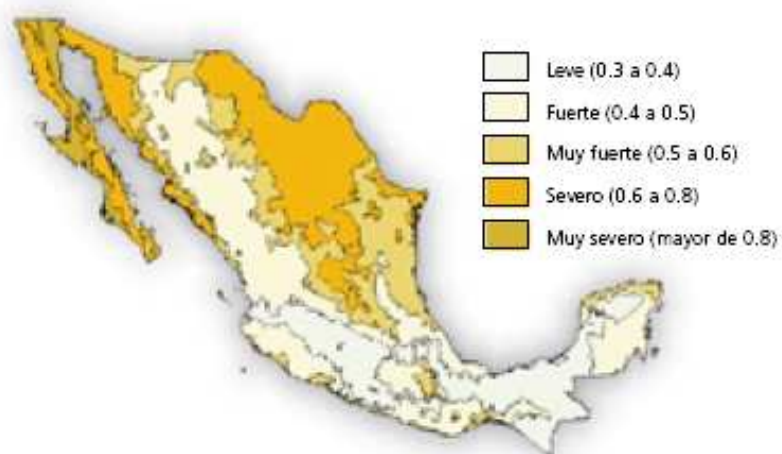 Leve (0.3 a 0.4)
Fuerte (0.4 a 0.5)
Muy fuerte (0.5 a 0.6)
Severo (0.6 a 0.8)
Muy severo (mayor de 0.8)